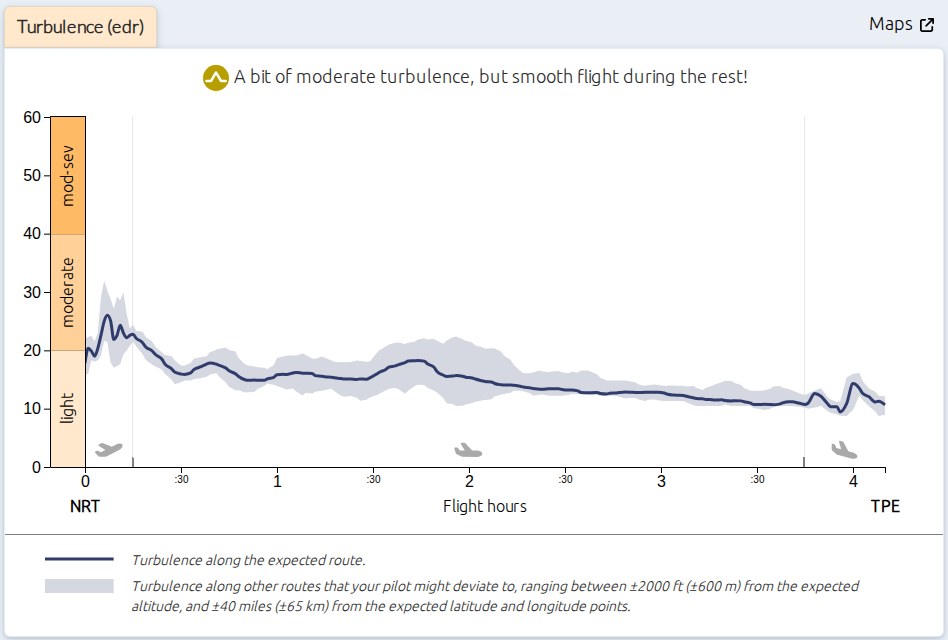 Turbulence (edr)
Maps
A bit of moderate turbulence, but smooth flight during the rest!
60
50
40
30
20
10
0
mod-sev
moderate
light
0
:30
1
:30
2
:30
3
:30
4
NRT
Flight hours
TPE
Turbulence along the expected route.
Turbulence along other routes that your pilot might deviate to, ranging between ±2000 ft (±600 m) from the expected
altitude, and ±40 miles (±65 km) from the expected latitude and longitude points.